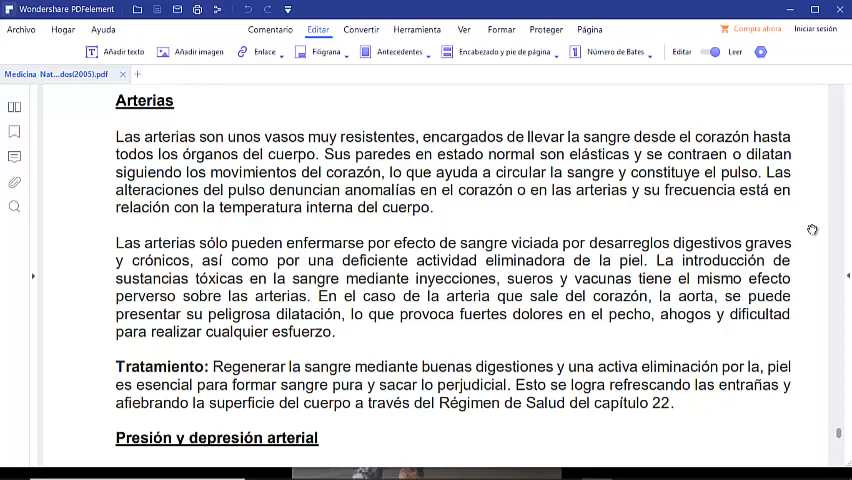 Wondershare PDFelement
Archivo Hogar Ayuda Comentario Editar Convertir Herramienta Ver Formar Proteger Página Compra ahora Iniciar sesión
Añadir texto Añadir imagen Enlace Filigrana Antecedentes Encabezado y pie de página Número de Bates Editar Leer
Medicina Nat...dos(2005).pdf
Arterias
Las arterias son unos vasos muy resistentes, encargados de llevar la sangre desde el corazón hasta
todos los órganos del cuerpo. Sus paredes en estado normal son elásticas y se contraen o dilatan
siguiendo los movimientos del corazón, lo que ayuda a circular la sangre y constituye el pulso. Las
alteraciones del pulso denuncian anomalías en el corazón o en las arterias y su frecuencia está en
relación con la temperatura interna del cuerpo.
Las arterias sólo pueden enfermarse por efecto de sangre viciada por desarreglos digestivos graves
y crónicos, así como por una deficiente actividad eliminadora de la piel. La introducción de
sustancias tóxicas en la sangre mediante inyecciones, sueros y vacunas tiene el mismo efecto
perverso sobre las arterias. En el caso de la arteria que sale del corazón, la aorta, se puede
presentar su peligrosa dilatación, lo que provoca fuertes dolores en el pecho, ahogos y dificultad
para realizar cualquier esfuerzo.
Tratamiento: Regenerar la sangre mediante buenas digestiones y una activa eliminación por la, piel
es esencial para formar sangre pura y sacar lo perjudicial. Esto se logra refrescando las entrañas y
afiebrando la superficie del cuerpo a través del Régimen de Salud del capítulo 22.
Presión y depresión arterial